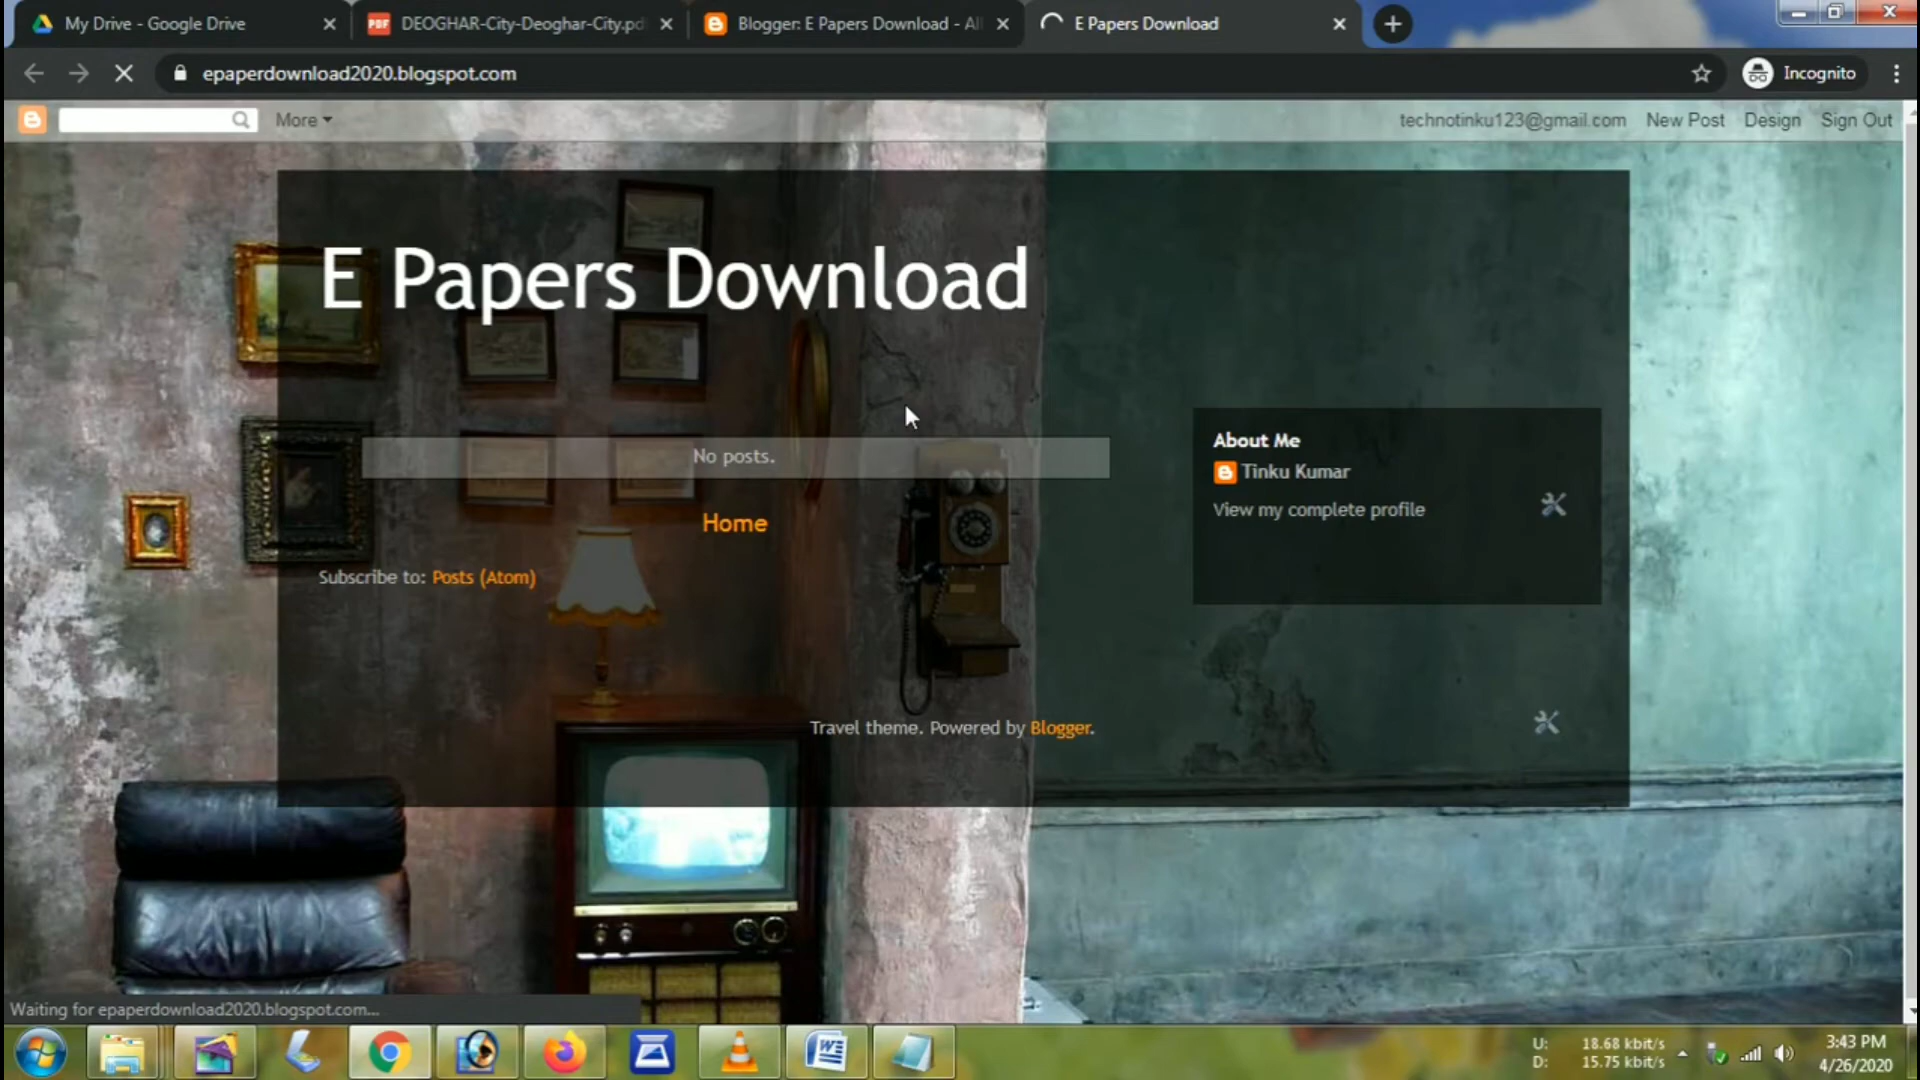 My Drive - Google Drive
DEOGHAR-City-Deoghar-City.pd
Blogger: E Papers Download - Al
E Papers Download
epaperdownload2020.blogspot.com
Incognito
More
technotinku123@gmail.com New Post Design Sign Out
E Papers Download
No posts.
Home
Subscribe to: Posts (Atom)
About Me
Tinku Kumar
View my complete profile
Travel theme. Powered by Blogger.
Waiting for epaperdownload2020.blogspot.com...
U: 18.68 kbit/s
D: 15.75 kbit/s
3:43 PM
4/26/2020